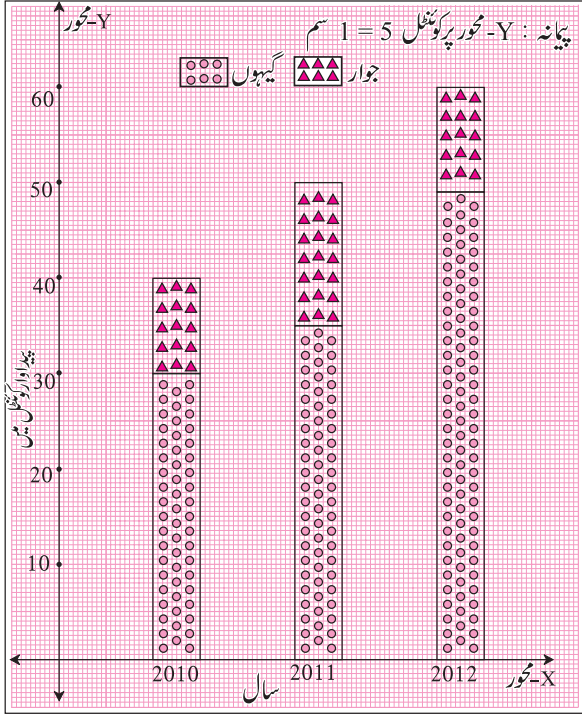 Y-محور
پیمانہ : Y-محور پر کوئنٹل 5 = 1 سم
گیہوں
جوار
60
50
40
30
20
10
پیداوار کوئنٹل میں
2010
2011
2012
X-محور
سال